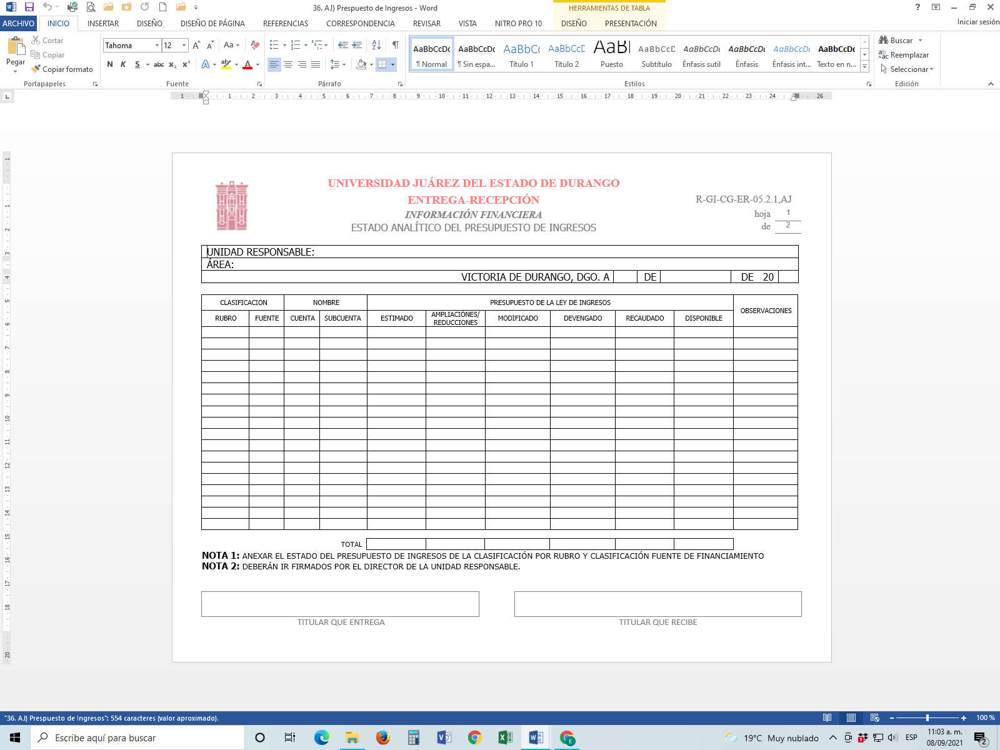 36. AJ) Prespuesto de Ingresos - Word
HERRAMIENTAS DE TABLA
Iniciar sesión
ARCHIVO INICIO INSERTAR DISEÑO DISEÑO DE PÁGINA REFERENCIAS CORRESPONDENCIA REVISAR VISTA NITRO PRO 10 DISEÑO PRESENTACIÓN
Pegar
Cortar
Copiar
Copiar formato
Portapapeles
Tahoma 12
N K S abc
Fuente
Párrafo
AaBbCcDc AaBbCcDc AaBbCc AaBbCcD AaBl AaBbCcD AaBbCcDc AaBbCcDc AaBbCcDc AaBbCcDc
¶ Normal ¶ Sin espa... Título 1 Título 2 Puesto Subtítulo Énfasis sutil Énfasis Énfasis int... Texto en n...
Estilos
Buscar
Reemplazar
Seleccionar
Edición
1 1 2 3 4 5 6 7 8 9 10 11 12 13 14 15 16 17 18 19 20 21 22 23 24 26
UNIVERSIDAD JUÁREZ DEL ESTADO DE DURANGO
ENTREGA-RECEPCIÓN
INFORMACIÓN FINANCIERA
ESTADO ANALÍTICO DEL PRESUPUESTO DE INGRESOS
R-GI-CG-ER-05.2.1,AJ
hoja 1
de 2
UNIDAD RESPONSABLE:
ÁREA:
VICTORIA DE DURANGO, DGO. A DE DE 20
CLASIFICACIÓN NOMBRE PRESUPUESTO DE LA LEY DE INGRESOS OBSERVACIONES
RUBRO FUENTE CUENTA SUBCUENTA ESTIMADO AMPLIACIÓNES/ REDUCCIONES MODIFICADO DEVENGADO RECAUDADO DISPONIBLE
TOTAL
NOTA 1: ANEXAR EL ESTADO DEL PRESUPUESTO DE INGRESOS DE LA CLASIFICACIÓN POR RUBRO Y CLASIFICACIÓN FUENTE DE FINANCIAMIENTO
NOTA 2: DEBERÁN IR FIRMADOS POR EL DIRECTOR DE LA UNIDAD RESPONSABLE.
TITULAR QUE ENTREGA
TITULAR QUE RECIBE
"36. AJ) Prespuesto de Ingresos": 554 caracteres (valor aproximado).
100 %
Escribe aquí para buscar
19°C Muy nublado
ESP
11:03 a. m.
08/09/2021
2